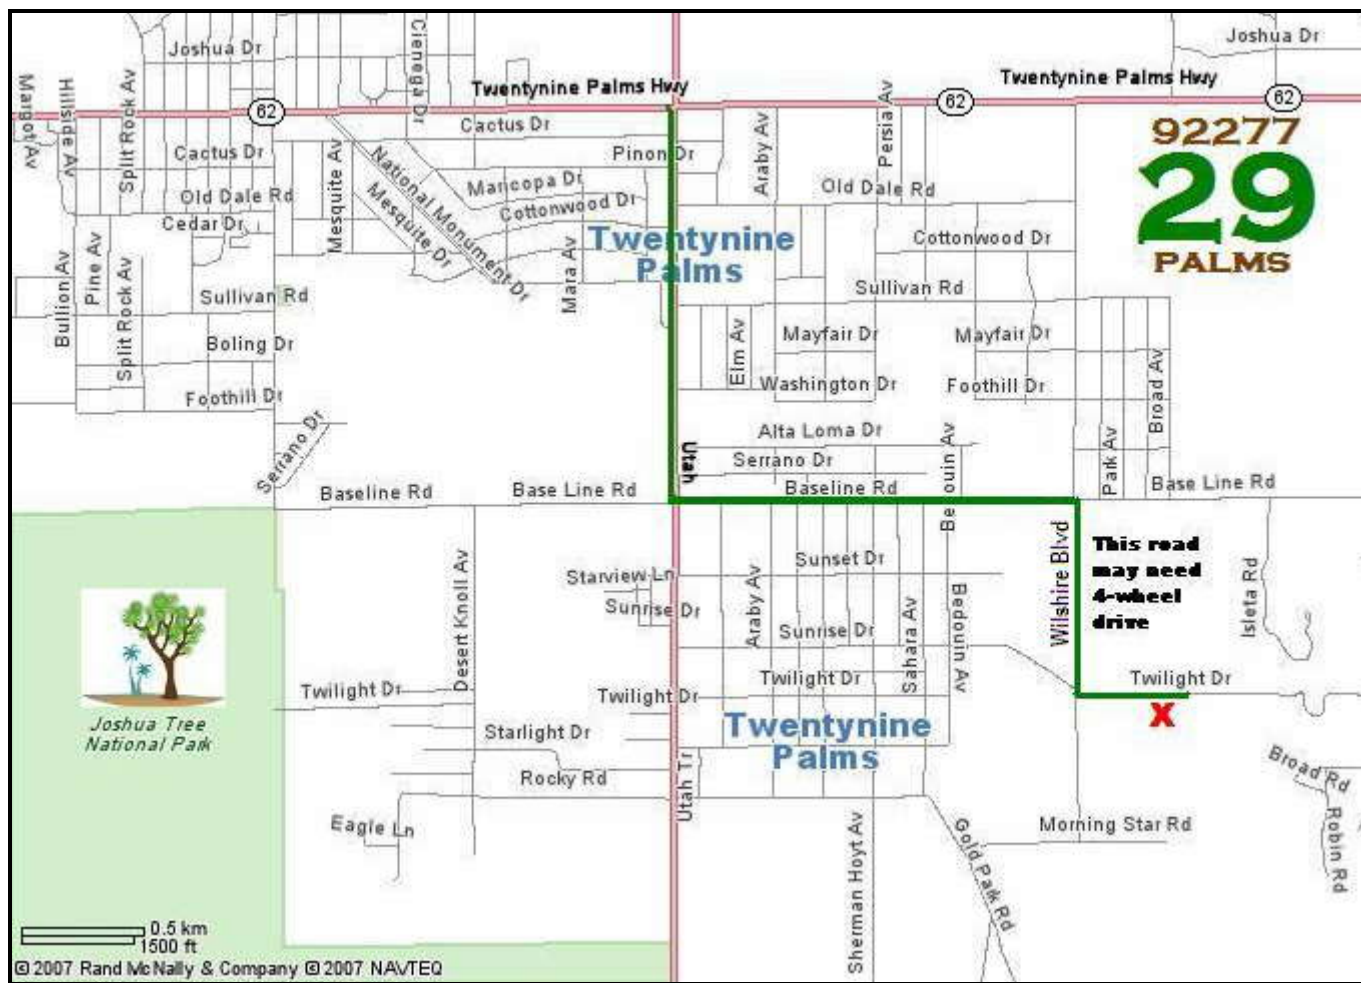 Joshua Dr
Cienega Dr
Joshua Dr
Margot Av
Hillside Av
Split Rock Av
Twentynine Palms Hwy
Twentynine Palms Hwy
62
62
62
Cactus Dr
Persia Av
92277
29
PALMS
Cactus Dr
Mesquite Av
National Monument Dr
Pinon Dr
Araby Av
Maricopa Dr
Old Dale Rd
Old Dale Rd
Mesquite Dr
Cottonwood Dr
Cedar Dr
Twentynine
Palms
Cottonwood Dr
Bullion Av
Pine Av
Split Rock Av
Mara Av
Sullivan Rd
Sullivan Rd
Boling Dr
Elm Av
Mayfair Dr
Mayfair Dr
Broad Av
Foothill Dr
Washington Dr
Foothill Dr
Serrano Dr
Utah
Alta Loma Dr
Bedouin Av
Park Av
Serrano Dr
Baseline Rd
Base Line Rd
Baseline Rd
Base Line Rd
Desert Knoll Av
Starview Ln
Sunrise Dr
Araby Av
Sunset Dr
Sunrise Dr
Sahara Av
Bedouin Av
Wilshire Blvd
This road
may need
4-wheel
drive
Isleta Rd
Twilight Dr
Twilight Dr
Twilight Dr
Twilight Dr
X
Joshua Tree
National Park
Starlight Dr
Twentynine
Palms
Rocky Rd
Utah Tr
Broad Rd
Robin Rd
Eagle Ln
Sherman Hoyt Av
Gold Park Rd
Morning Star Rd
0.5 km
1500 ft
© 2007 Rand McNally & Company © 2007 NAVTEQ